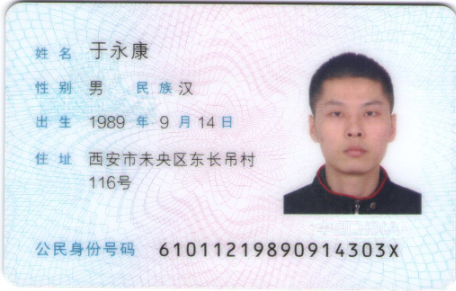 姓名 于永康
性别 男 民族 汉
出生 1989 年 9 月 14 日
住址 西安市未央区东长吊村
116号
公民身份号码 61011219890914303X